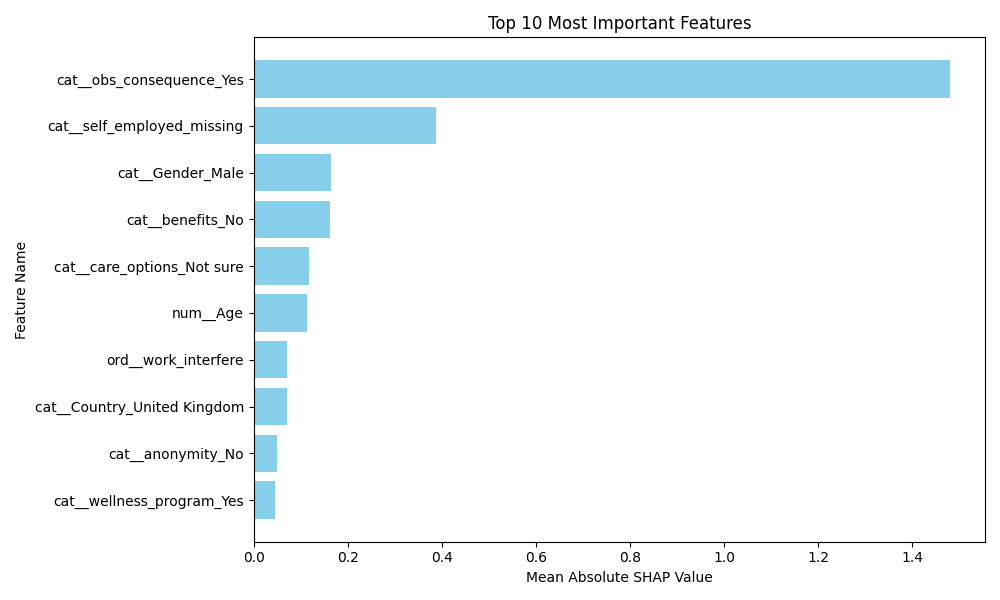 Top 10 Most Important Features
cat__obs_consequence_Yes
cat__self_employed_missing
cat__Gender_Male
cat__benefits_No
cat__care_options_Not sure
num__Age
ord__work_interfere
cat__Country_United Kingdom
cat__anonymity_No
cat__wellness_program_Yes
Feature Name
0.0 0.2 0.4 0.6 0.8 1.0 1.2 1.4
Mean Absolute SHAP Value